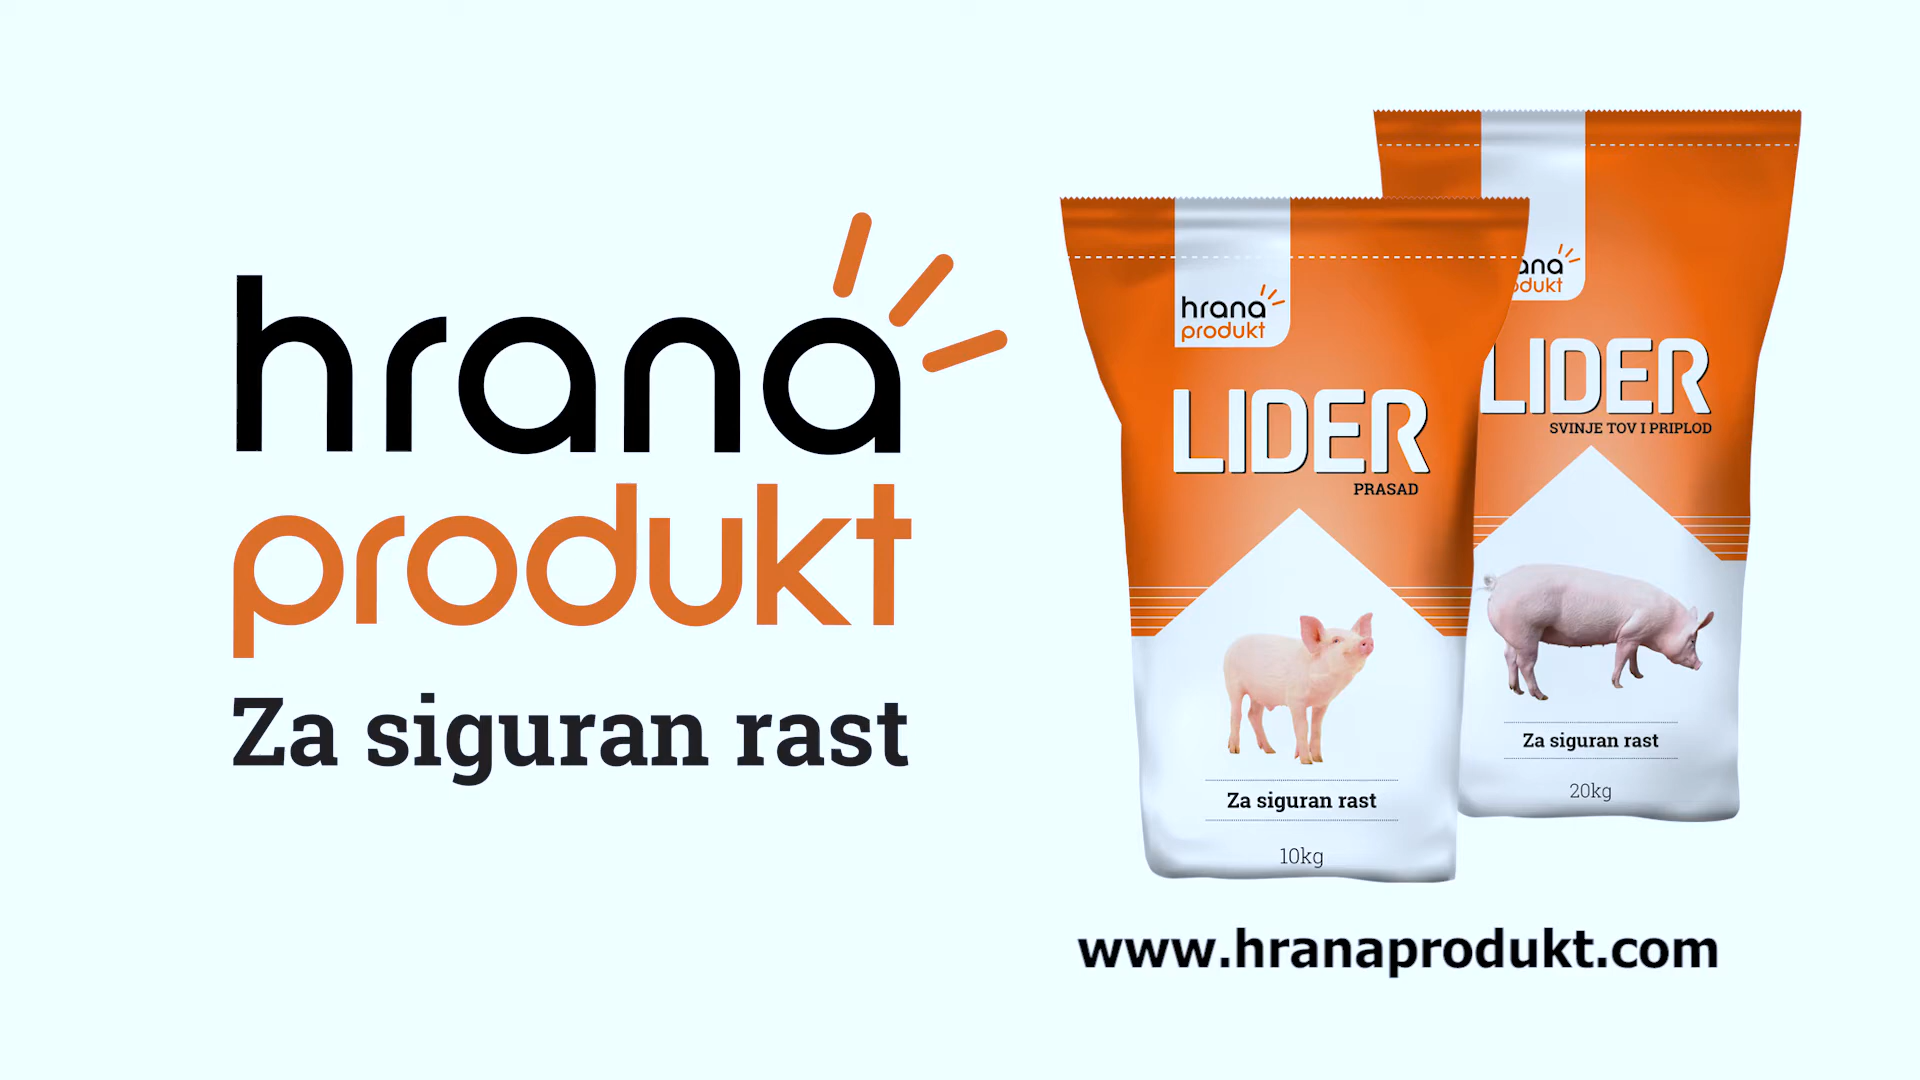 hrana
produkt
Za siguran rast
hrana
produkt
LIDER
PRASAD
Za siguran rast
10kg
LIDER
SVINJE TOV I PRIPLOD
Za siguran rast
20kg
www.hranaprodukt.com